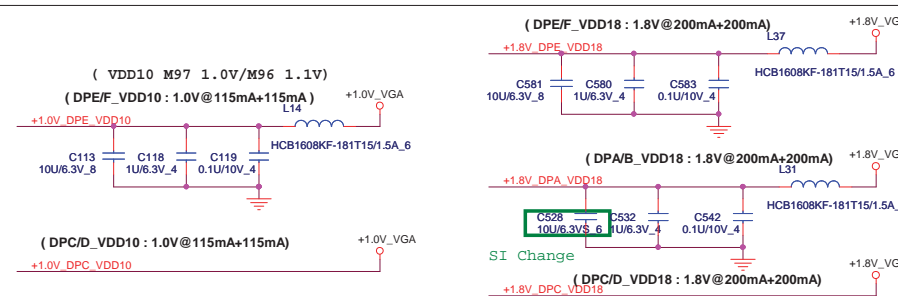 ( VDD10 M97 1.0V/M96 1.1V)
( DPE/F_VDD10 : 1.0V@115mA+115mA )
+1.0V_VGA
L14
+1.0V_DPE_VDD10
HCB1608KF-181T15/1.5A_6
C113
10U/6.3V_8
C118
1U/6.3V_4
C119
0.1U/10V_4
( DPC/D_VDD10 : 1.0V@115mA+115mA)
+1.0V_VGA
+1.0V_DPC_VDD10
( DPE/F_VDD18 : 1.8V@200mA+200mA)
+1.8V_VG
L37
+1.8V_DPE_VDD18
HCB1608KF-181T15/1.5A_6
C581
10U/6.3V_8
C580
1U/6.3V_4
C583
0.1U/10V_4
( DPA/B_VDD18 : 1.8V@200mA+200mA)
+1.8V_VG
L31
+1.8V_DPA_VDD18
HCB1608KF-181T15/1.5A_
C528
10U/6.3VS_6
C532
1U/6.3V_4
C542
0.1U/10V_4
SI Change
( DPC/D_VDD18 : 1.8V@200mA+200mA)
+1.8V_VG
+1.8V_DPC_VDD18